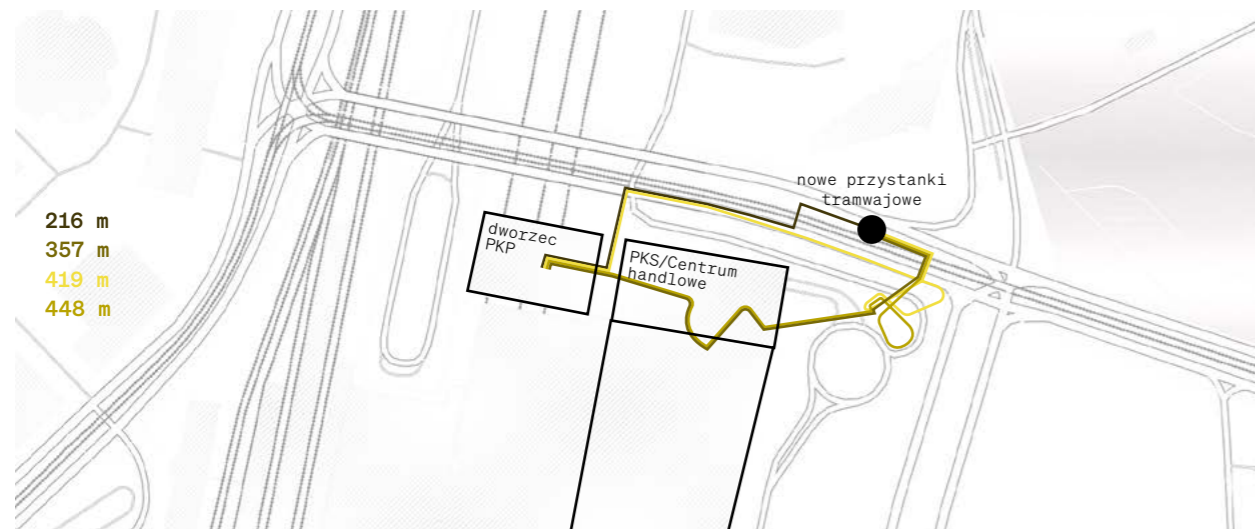 nowe przystanki
tramwajowe
216 m
357 m
419 m
448 m
dworzec
PKP
PKS/Centrum
handlowe